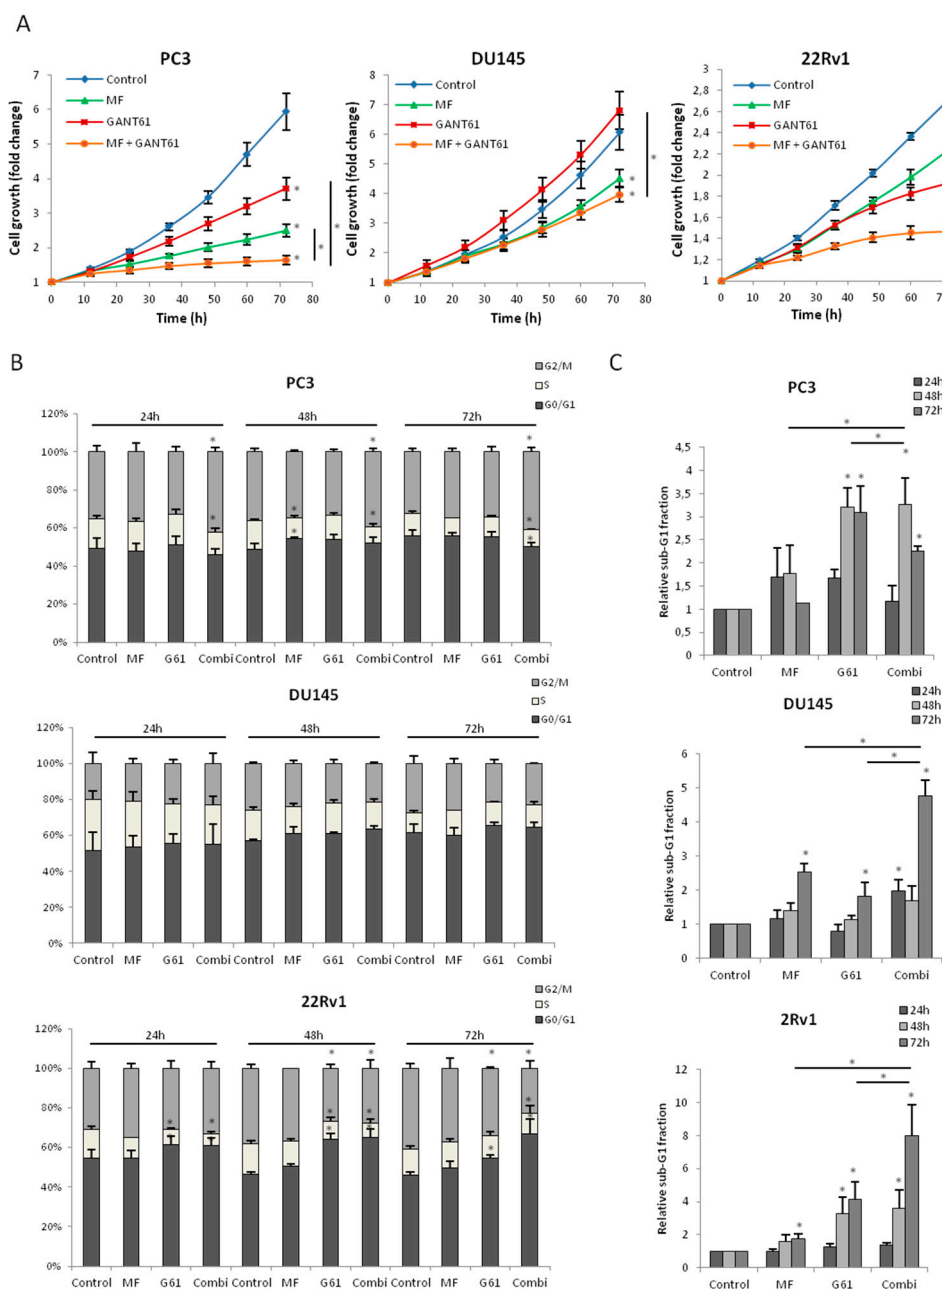 A
PC3
Cell growth (fold change)
7
6
5
4
3
2
1
Control
MF
GANT61
MF + GANT61
*
*
*
*
*
0 10 20 30 40 50 60 70 80
Time (h)
DU145
Cell growth (fold change)
8
7
6
5
4
3
2
1
Control
MF
GANT61
MF + GANT61
*
*
*
0 10 20 30 40 50 60 70 80
Time (h)
22Rv1
Cell growth (fold change)
3
2,8
2,6
2,4
2,2
2
1,8
1,6
1,4
1,2
1
Control
MF
GANT61
MF + GANT61
0 10 20 30 40 50 60
Time (h)
B
PC3
G2/M
S
G0/G1
120%
100%
80%
60%
40%
20%
0%
24h 48h 72h
* * *
* * * *
* *
Control MF G61 Combi Control MF G61 Combi Control MF G61 Combi
DU145
G2/M
S
G0/G1
120%
100%
80%
60%
40%
20%
0%
24h 48h 72h
Control MF G61 Combi Control MF G61 Combi Control MF G61 Combi
22Rv1
G2/M
S
G0/G1
120%
100%
80%
60%
40%
20%
0%
24h 48h 72h
* * * *
* * * * *
* * *
Control MF G61 Combi Control MF G61 Combi Control MF G61 Combi
C
PC3
24h
48h
72h
Relative sub-G1 fraction
4,5
4
3,5
3
2,5
2
1,5
1
0,5
0
*
*
* * *
*
Control MF G61 Combi
DU145
24h
48h
72h
Relative sub-G1 fraction
6
5
4
3
2
1
0
*
*
*
* * *
Control MF G61 Combi
2Rv1
24h
48h
72h
Relative sub-G1 fraction
12
10
8
6
4
2
0
*
*
*
* * * *
Control MF G61 Combi